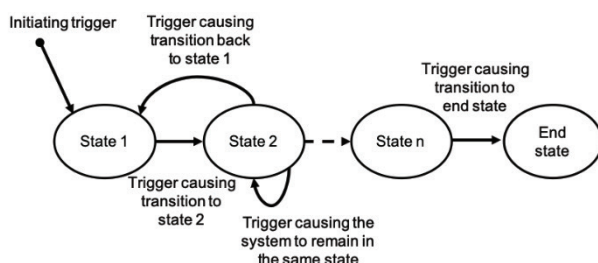 Initiating trigger
Trigger causing
transition back
to state 1
Trigger causing
transition to
end state
State 1
State 2
State n
End
state
Trigger causing
transition to
state 2
Trigger causing the
system to remain in
the same state